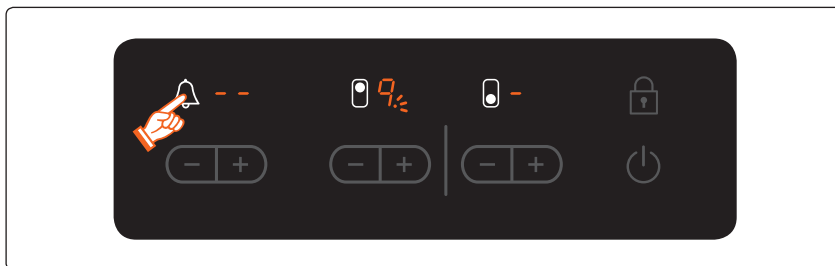 -- 9. -
- + - + - +